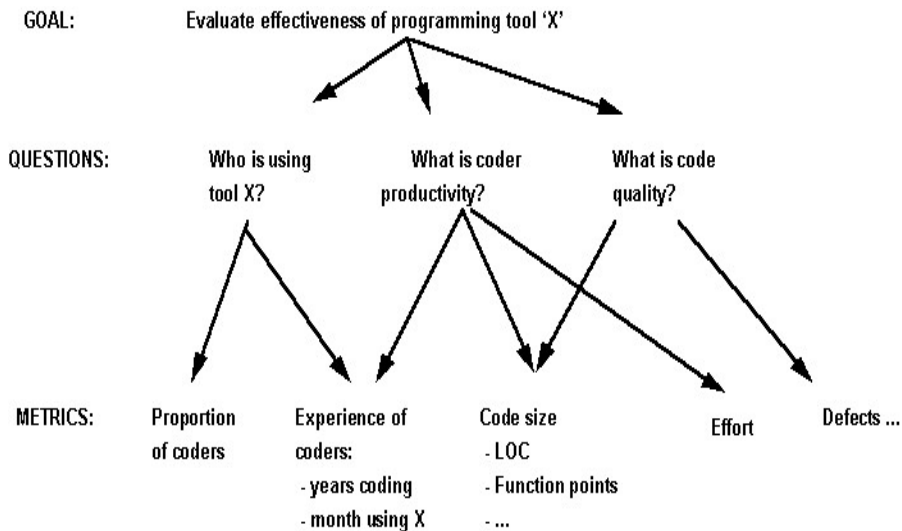 GOAL: Evaluate effectiveness of programming tool ‘X’
QUESTIONS: Who is using What is coder What is code
tool X? productivity? quality?
METRICS: Proportion Experience of Code size Effort Defects ...
of coders coders: - LOC
- years coding - Function points
- month using X - ...